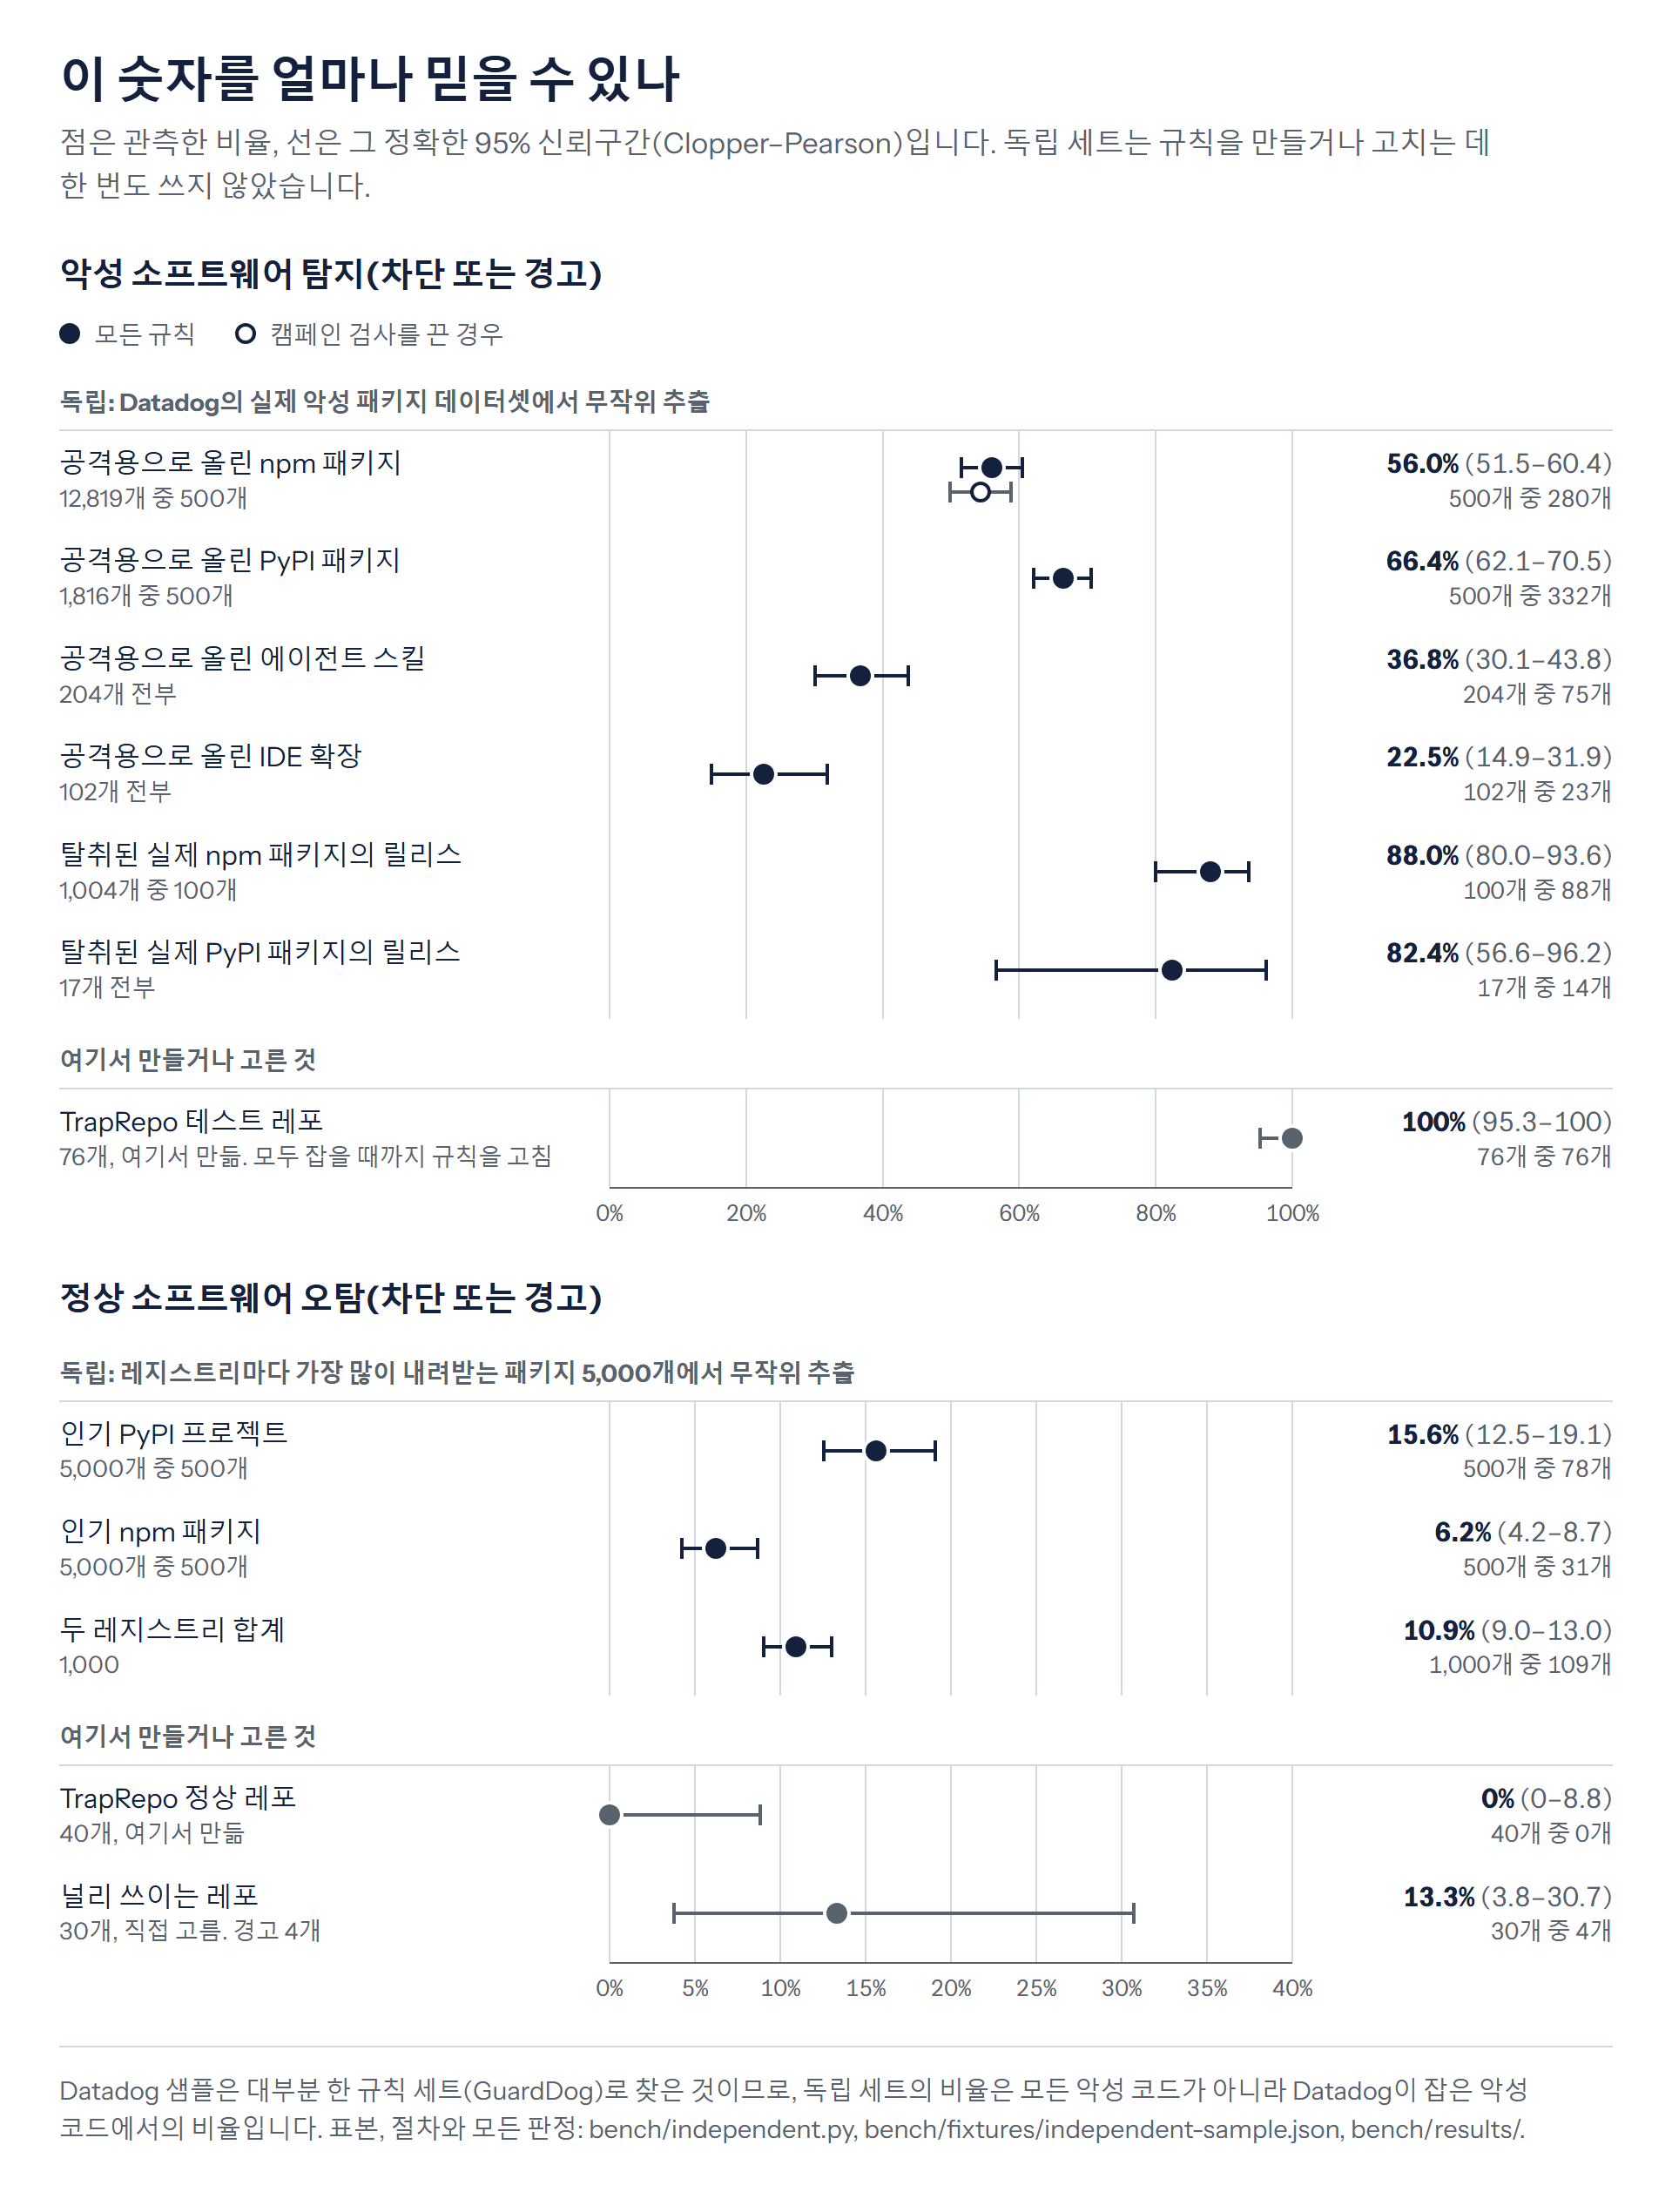 이 숫자를 얼마나 믿을 수 있나
점은 관측한 비율, 선은 그 정확한 95% 신뢰구간(Clopper–Pearson)입니다. 독립 세트는 규칙을 만들거나 고치는 데
한 번도 쓰지 않았습니다.
악성 소프트웨어 탐지(차단 또는 경고)
모든 규칙 캠페인 검사를 끈 경우
독립: Datadog의 실제 악성 패키지 데이터셋에서 무작위 추출
공격용으로 올린 npm 패키지 56.0% (51.5–60.4)
12,819개 중 500개 500개 중 280개
공격용으로 올린 PyPI 패키지 66.4% (62.1–70.5)
1,816개 중 500개 500개 중 332개
공격용으로 올린 에이전트 스킬 36.8% (30.1–43.8)
204개 전부 204개 중 75개
공격용으로 올린 IDE 확장 22.5% (14.9–31.9)
102개 전부 102개 중 23개
탈취된 실제 npm 패키지의 릴리스 88.0% (80.0–93.6)
1,004개 중 100개 100개 중 88개
탈취된 실제 PyPI 패키지의 릴리스 82.4% (56.6–96.2)
17개 전부 17개 중 14개
여기서 만들거나 고른 것
TrapRepo 테스트 레포 100% (95.3–100)
76개, 여기서 만듦. 모두 잡을 때까지 규칙을 고침 76개 중 76개
0% 20% 40% 60% 80% 100%
정상 소프트웨어 오탐(차단 또는 경고)
독립: 레지스트리마다 가장 많이 내려받는 패키지 5,000개에서 무작위 추출
인기 PyPI 프로젝트 15.6% (12.5–19.1)
5,000개 중 500개 500개 중 78개
인기 npm 패키지 6.2% (4.2–8.7)
5,000개 중 500개 500개 중 31개
두 레지스트리 합계 10.9% (9.0–13.0)
1,000 1,000개 중 109개
여기서 만들거나 고른 것
TrapRepo 정상 레포 0% (0–8.8)
40개, 여기서 만듦 40개 중 0개
널리 쓰이는 레포 13.3% (3.8–30.7)
30개, 직접 고름. 경고 4개 30개 중 4개
0% 5% 10% 15% 20% 25% 30% 35% 40%
Datadog 샘플은 대부분 한 규칙 세트(GuardDog)로 찾은 것이므로, 독립 세트의 비율은 모든 악성 코드가 아니라 Datadog이 잡은 악성
코드에서의 비율입니다. 표본, 절차와 모든 판정: bench/independent.py, bench/fixtures/independent-sample.json, bench/results/.